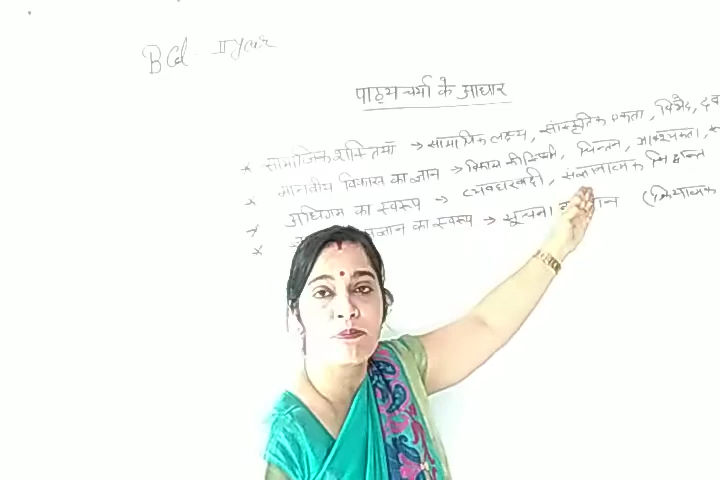 BEd - II year
पाठ्यचर्या के आधार
* सामाजिक शक्तियाँ → सामाजिक लक्ष्य, सांस्कृतिक एकता, विभेद,
* मानवीय विकास का ज्ञान → विकास की, चिन्तन, आवश्यकता,
* अधिगम का स्वरूप → व्यवहारवादी, संज्ञानात्मक
* ज्ञान का स्वरूप → सूचना